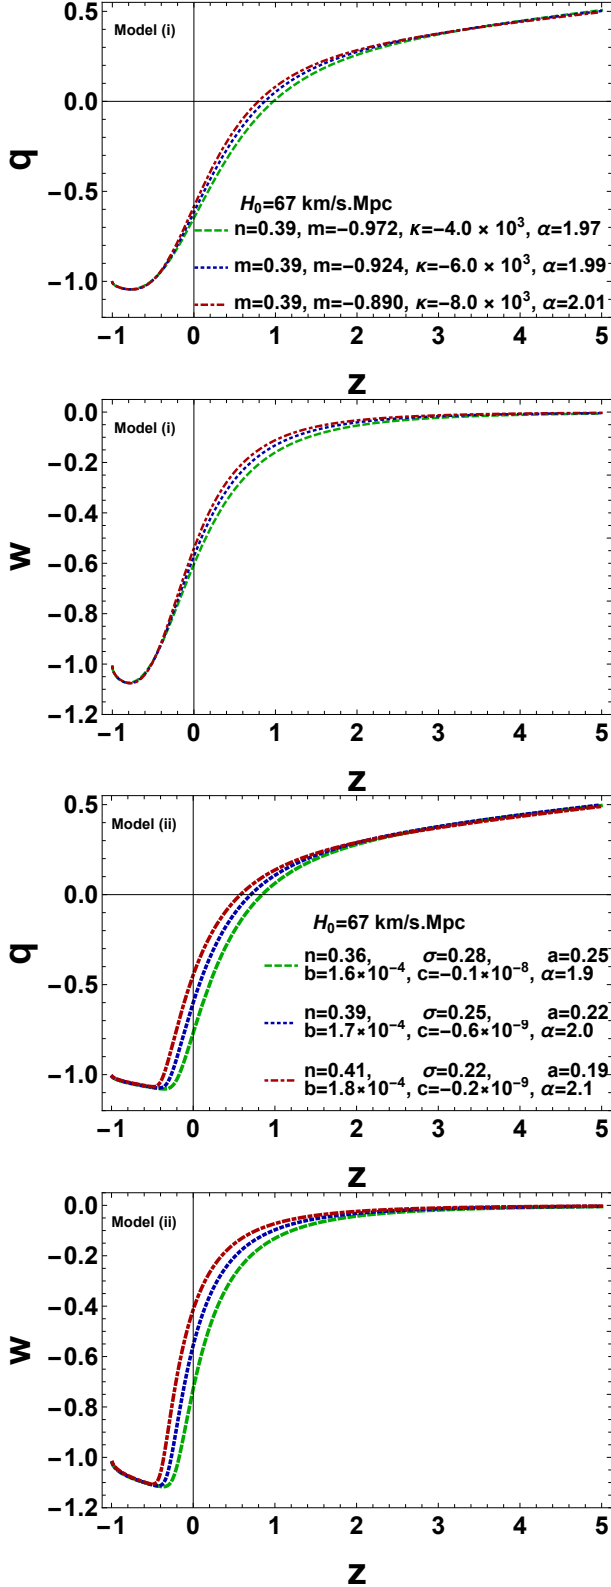 0.5
Model (i)
0.0
q
−0.5
H₀=67 km/s.Mpc
n=0.39, m=−0.972, κ=−4.0 × 10³, α=1.97
m=0.39, m=−0.924, κ=−6.0 × 10³, α=1.99
−1.0
m=0.39, m=−0.890, κ=−8.0 × 10³, α=2.01
−1 0 1 2 3 4 5
z
0.0
Model (i)
−0.2
−0.4
w
−0.6
−0.8
−1.0
−1.2
−1 0 1 2 3 4 5
z
0.5
Model (ii)
0.0
H₀=67 km/s.Mpc
q
n=0.36, σ=0.28, a=0.25
b=1.6×10⁻⁴, c=−0.1×10⁻⁸, α=1.9
−0.5
n=0.39, σ=0.25, a=0.22
b=1.7×10⁻⁴, c=−0.6×10⁻⁹, α=2.0
−1.0
n=0.41, σ=0.22, a=0.19
b=1.8×10⁻⁴, c=−0.2×10⁻⁹, α=2.1
−1 0 1 2 3 4 5
z
0.0
Model (ii)
−0.2
−0.4
w
−0.6
−0.8
−1.0
−1.2
−1 0 1 2 3 4 5
z